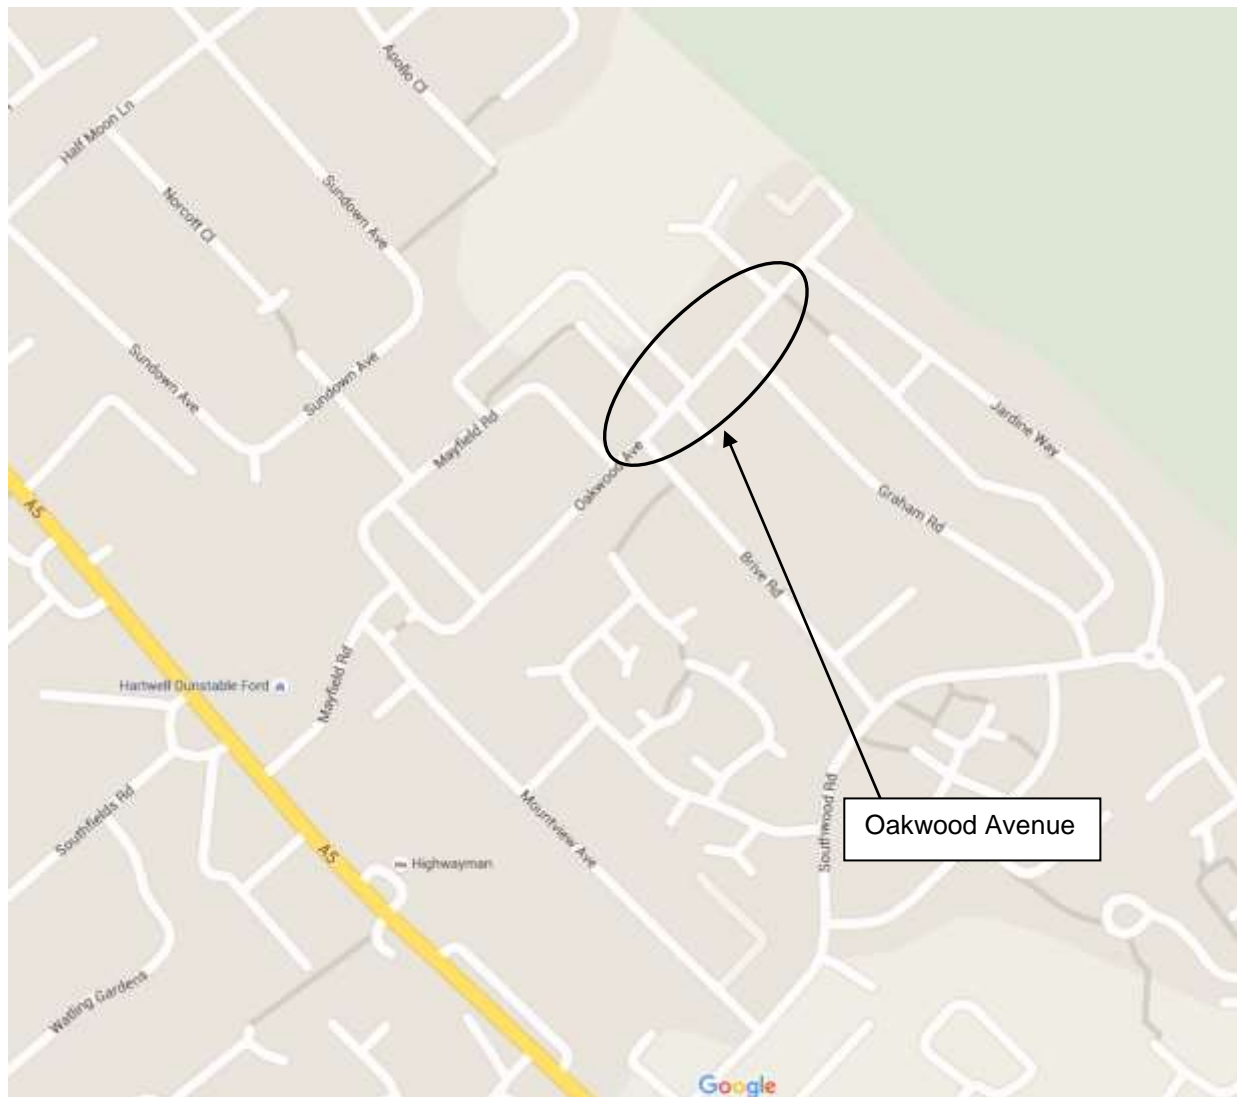 Apollo Cl
Half Moon Ln
Sundown Ave
Norcott Cl
Sundown Ave
Sundown Ave
Mayfield Rd
Jardine Way
Oakwood Ave
Graham Rd
A5
Brive Rd
Hartwell Dunstable Ford
Mayfield Rd
Southfields Rd
Mountview Ave
Southwood Rd
Oakwood Avenue
A5
Highwayman
Watling Gardens
Google